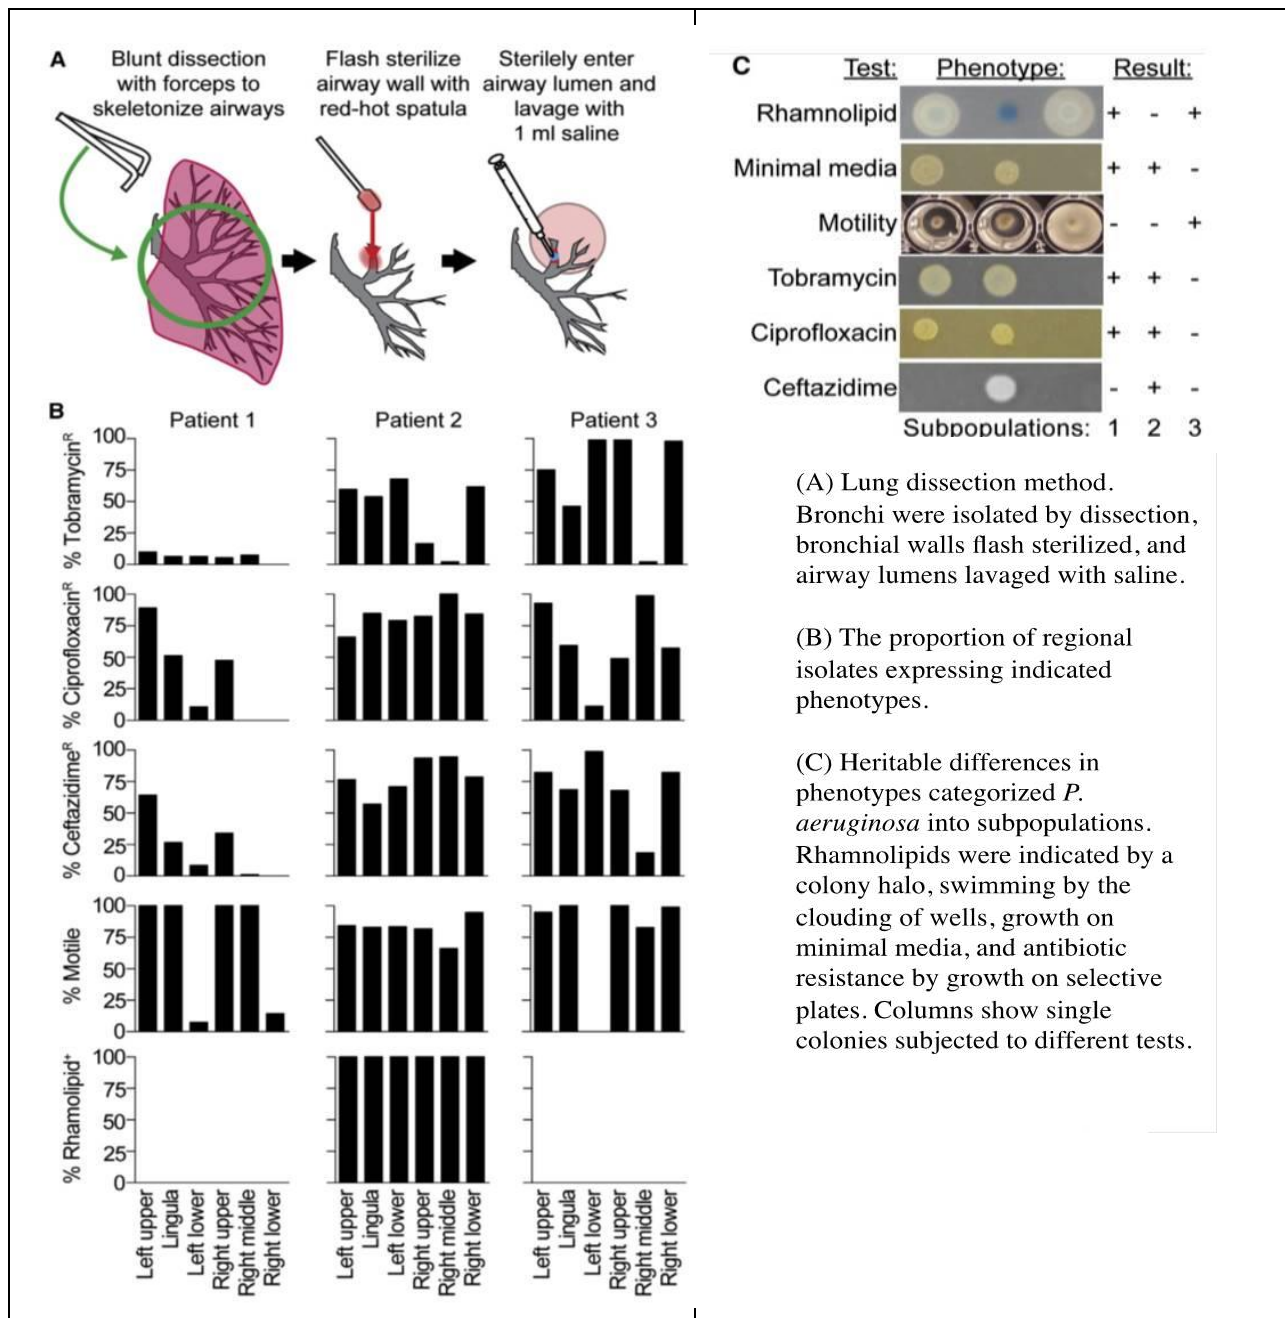 A
Blunt dissection
with forceps to
skeletonize airways
Flash sterilize
airway wall with
red-hot spatula
Sterilely enter
airway lumen and
lavage with
1 ml saline
B
Patient 1
Patient 2
Patient 3
% Tobramycinᴿ
100
75
50
25
0
% Ciprofloxacinᴿ
100
75
50
25
0
% Ceftazidimeᴿ
100
75
50
25
0
% Motile
100
75
50
25
0
% Rhamolipid⁺
100
75
50
25
0
Left upper
Lingula
Left lower
Right upper
Right middle
Right lower
Left upper
Lingula
Left lower
Right upper
Right middle
Right lower
Left upper
Lingula
Left lower
Right upper
Right middle
Right lower
C
Test: Phenotype: Result:
Rhamnolipid + - +
Minimal media + + -
Motility - - +
Tobramycin + + -
Ciprofloxacin + + -
Ceftazidime - + -
Subpopulations: 1 2 3
(A) Lung dissection method.
Bronchi were isolated by dissection,
bronchial walls flash sterilized, and
airway lumens lavaged with saline.
(B) The proportion of regional
isolates expressing indicated
phenotypes.
(C) Heritable differences in
phenotypes categorized P.
aeruginosa into subpopulations.
Rhamnolipids were indicated by a
colony halo, swimming by the
clouding of wells, growth on
minimal media, and antibiotic
resistance by growth on selective
plates. Columns show single
colonies subjected to different tests.